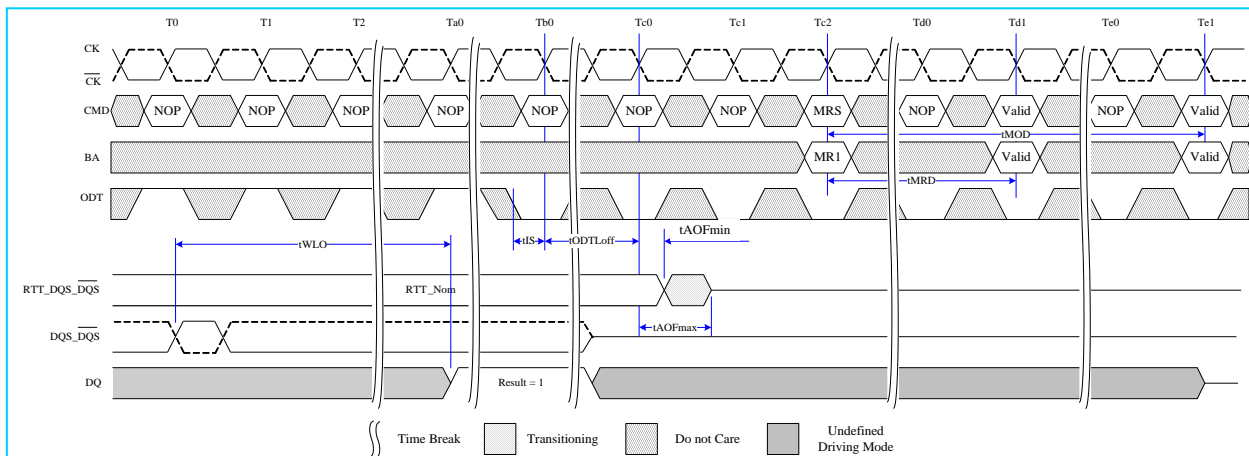 T0 T1 T2 Ta0 Tb0 Tc0 Tc1 Tc2 Td0 Td1 Te0 Te1
CK
CK
CMD NOP NOP NOP NOP NOP NOP NOP MRS NOP Valid NOP Valid
tMOD
BA MR1 Valid Valid
tMRD
ODT
tAOFmin
tWLO tIS tODTLoff
RTT_DQS_DQS RTT_Nom
tAOFmax
DQS_DQS
DQ Result = 1
Time Break Transitioning Do not Care Undefined
Driving Mode